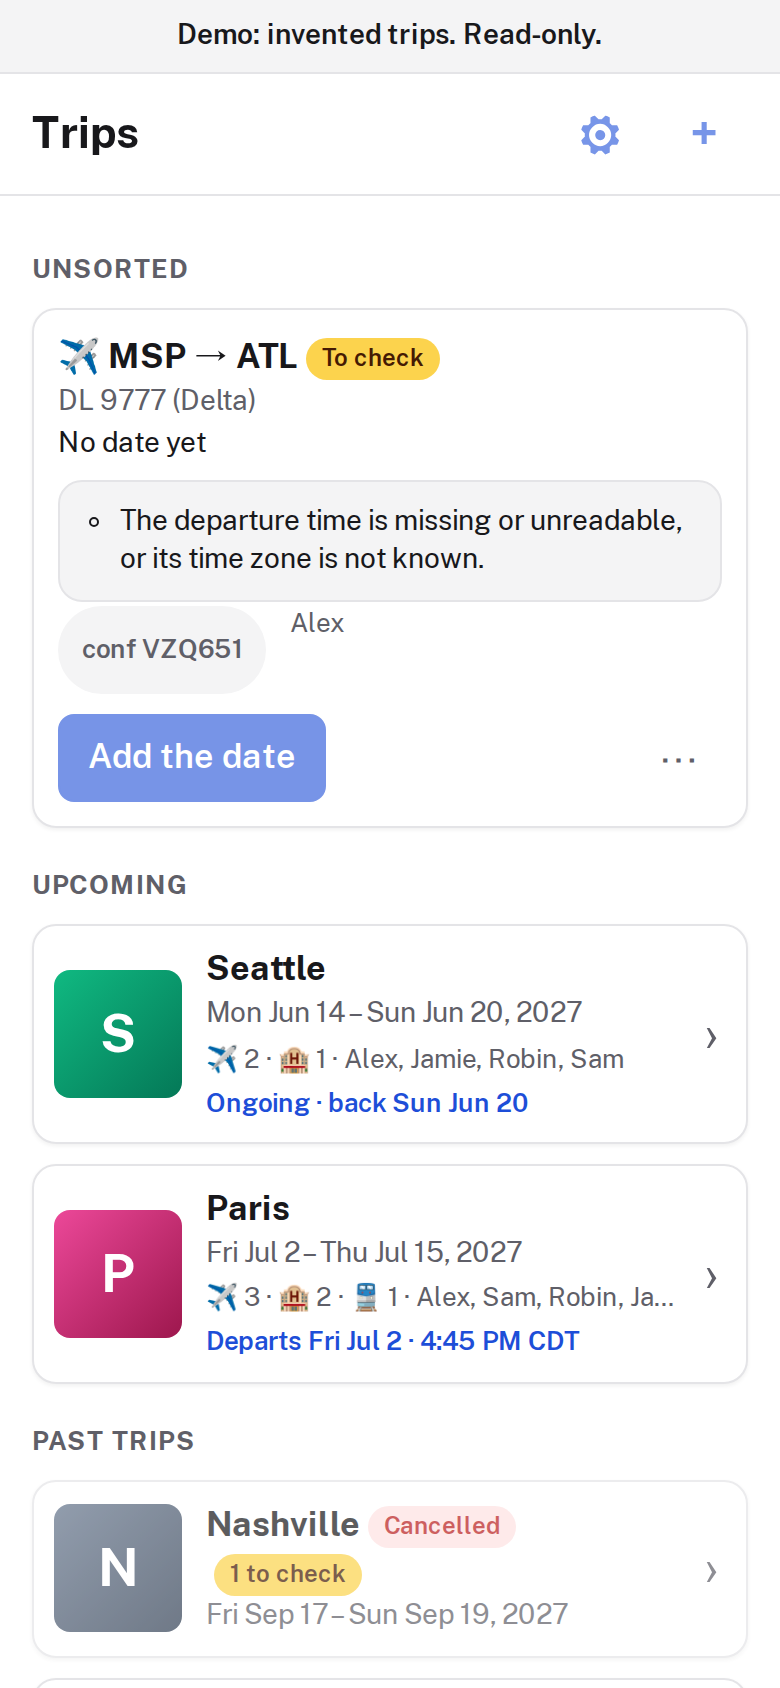 Demo: invented trips. Read-only.
Trips
+
UNSORTED
✈️ MSP → ATL To check
DL 9777 (Delta)
No date yet
The departure time is missing or unreadable,
or its time zone is not known.
conf VZQ651 Alex
Add the date ...
UPCOMING
S
Seattle
Mon Jun 14 – Sun Jun 20, 2027
✈️ 2 · 🏨 1 · Alex, Jamie, Robin, Sam
Ongoing · back Sun Jun 20
›
P
Paris
Fri Jul 2 – Thu Jul 15, 2027
✈️ 3 · 🏨 2 · 🚆 1 · Alex, Sam, Robin, Ja...
Departs Fri Jul 2 · 4:45 PM CDT
›
PAST TRIPS
N
Nashville Cancelled
1 to check
Fri Sep 17 – Sun Sep 19, 2027
›